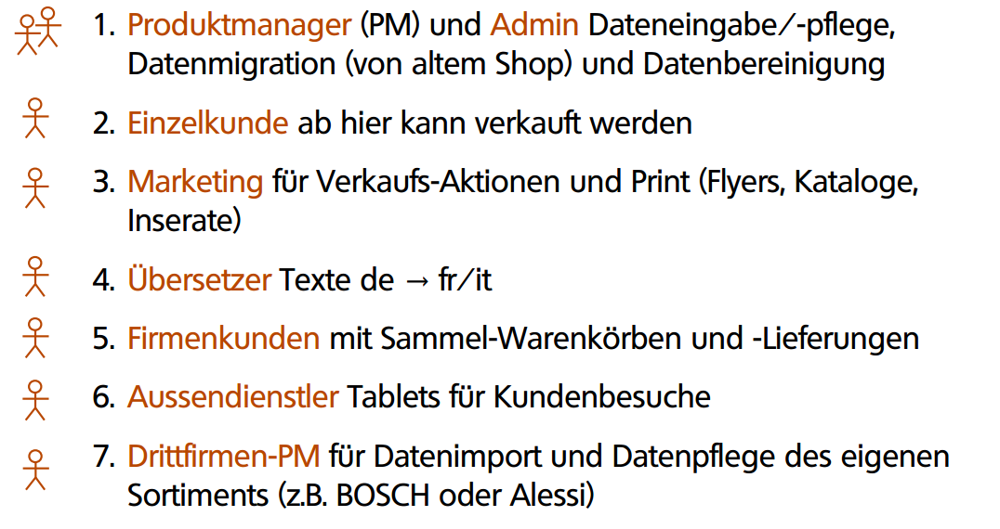 1. Produktmanager (PM) und Admin Dateneingabe/-pflege,
Datenmigration (von altem Shop) und Datenbereinigung
2. Einzelkunde ab hier kann verkauft werden
3. Marketing für Verkaufs-Aktionen und Print (Flyers, Kataloge,
Inserate)
4. Übersetzer Texte de → fr/it
5. Firmenkunden mit Sammel-Warenkörben und -Lieferungen
6. Aussendienstler Tablets für Kundenbesuche
7. Drittfirmen-PM für Datenimport und Datenpflege des eigenen
Sortiments (z.B. BOSCH oder Alessi)